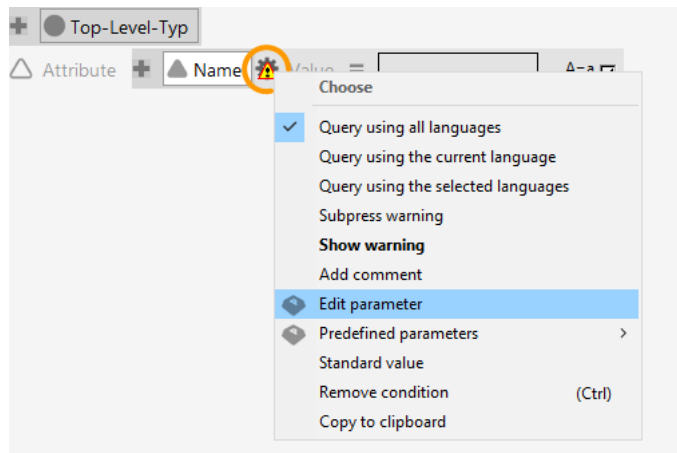 Top-Level-Typ
Attribute Name Value =
Choose
Query using all languages
Query using the current language
Query using the selected languages
Subpress warning
Show warning
Add comment
Edit parameter
Predefined parameters >
Standard value
Remove condition (Ctrl)
Copy to clipboard